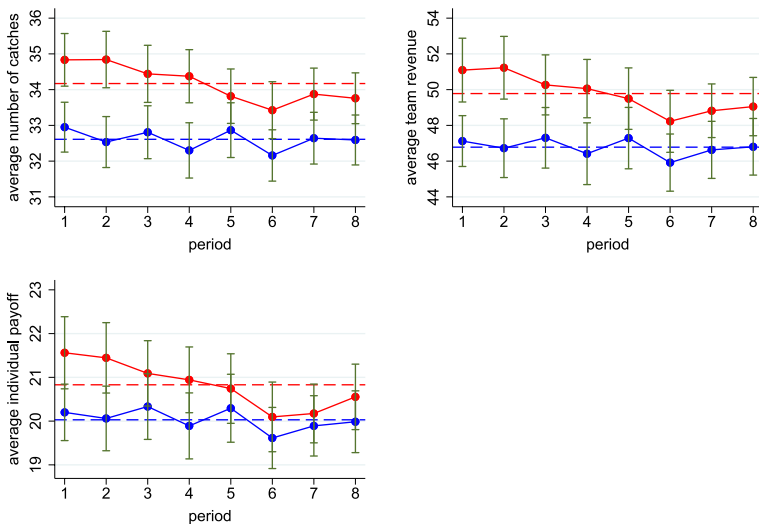 average number of catches
36
35
34
33
32
31
1 2 3 4 5 6 7 8
period
average team revenue
54
52
50
48
46
44
1 2 3 4 5 6 7 8
period
average individual payoff
23
22
21
20
19
1 2 3 4 5 6 7 8
period